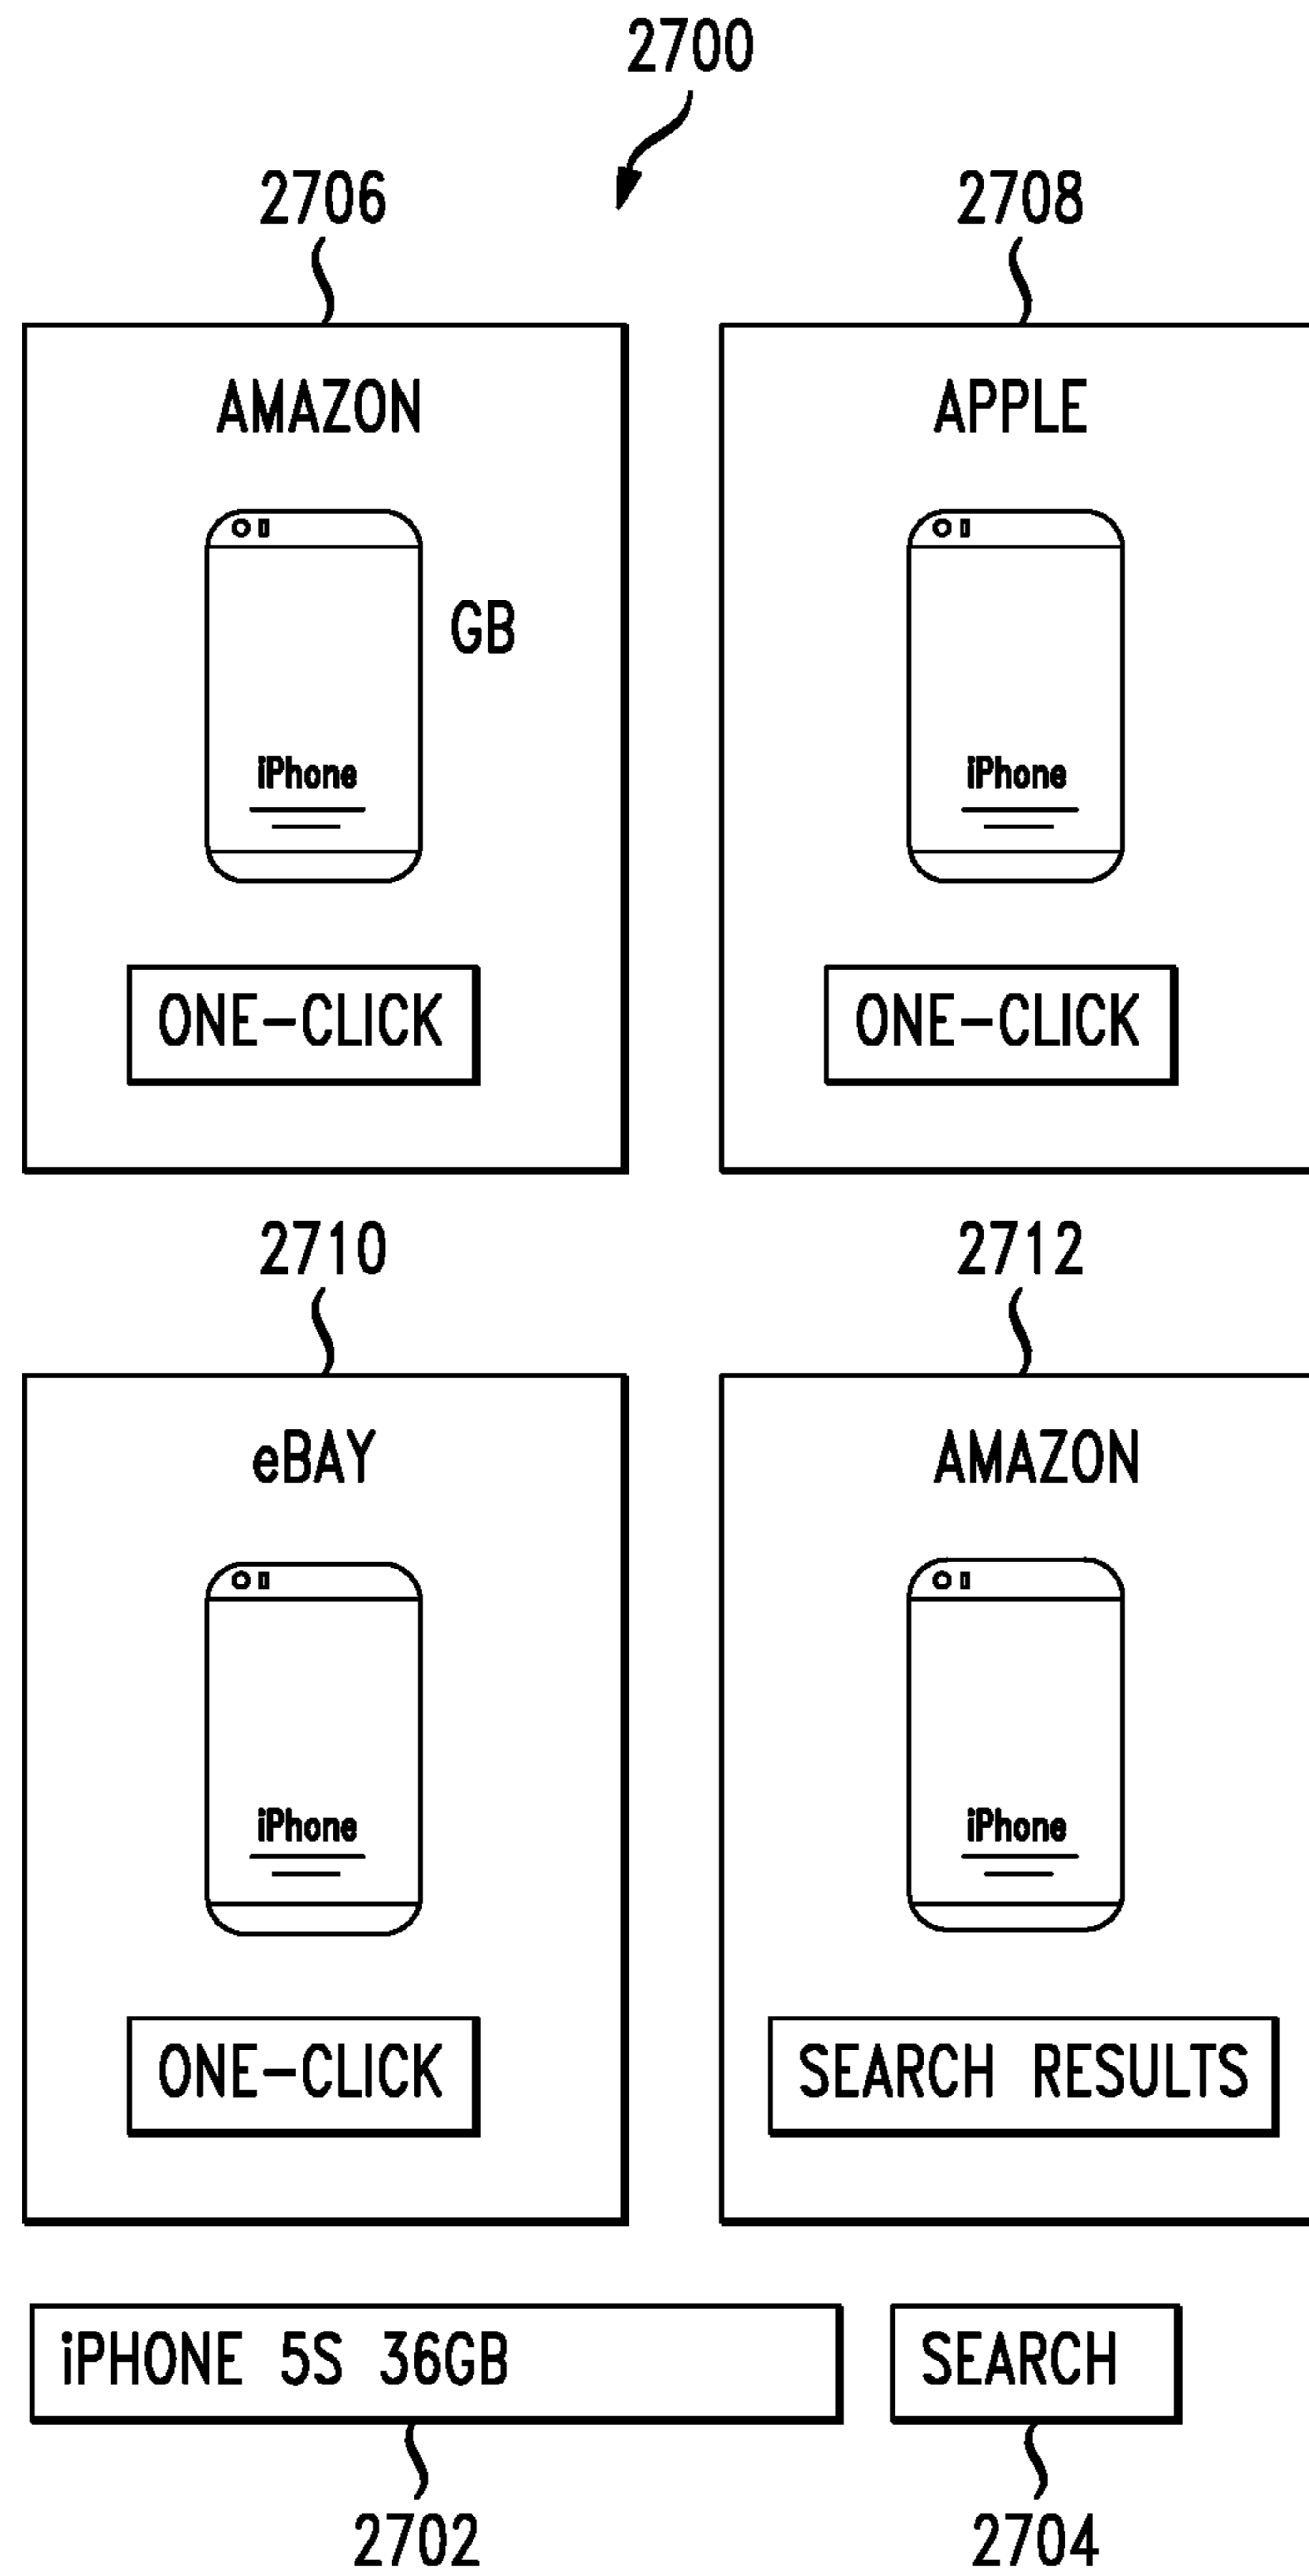 2700
2706
2708
AMAZON
APPLE
GB
iPhone
iPhone
ONE-CLICK
ONE-CLICK
2710
2712
eBAY
AMAZON
iPhone
iPhone
ONE-CLICK
SEARCH RESULTS
iPHONE 5S 36GB
SEARCH
2702
2704